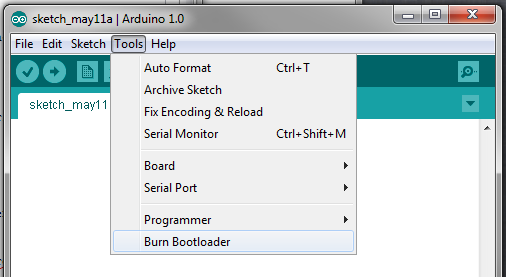 sketch_may11a | Arduino 1.0
File Edit Sketch Tools Help
sketch_may11
Auto Format Ctrl+T
Archive Sketch
Fix Encoding & Reload
Serial Monitor Ctrl+Shift+M
Board
Serial Port
Programmer
Burn Bootloader